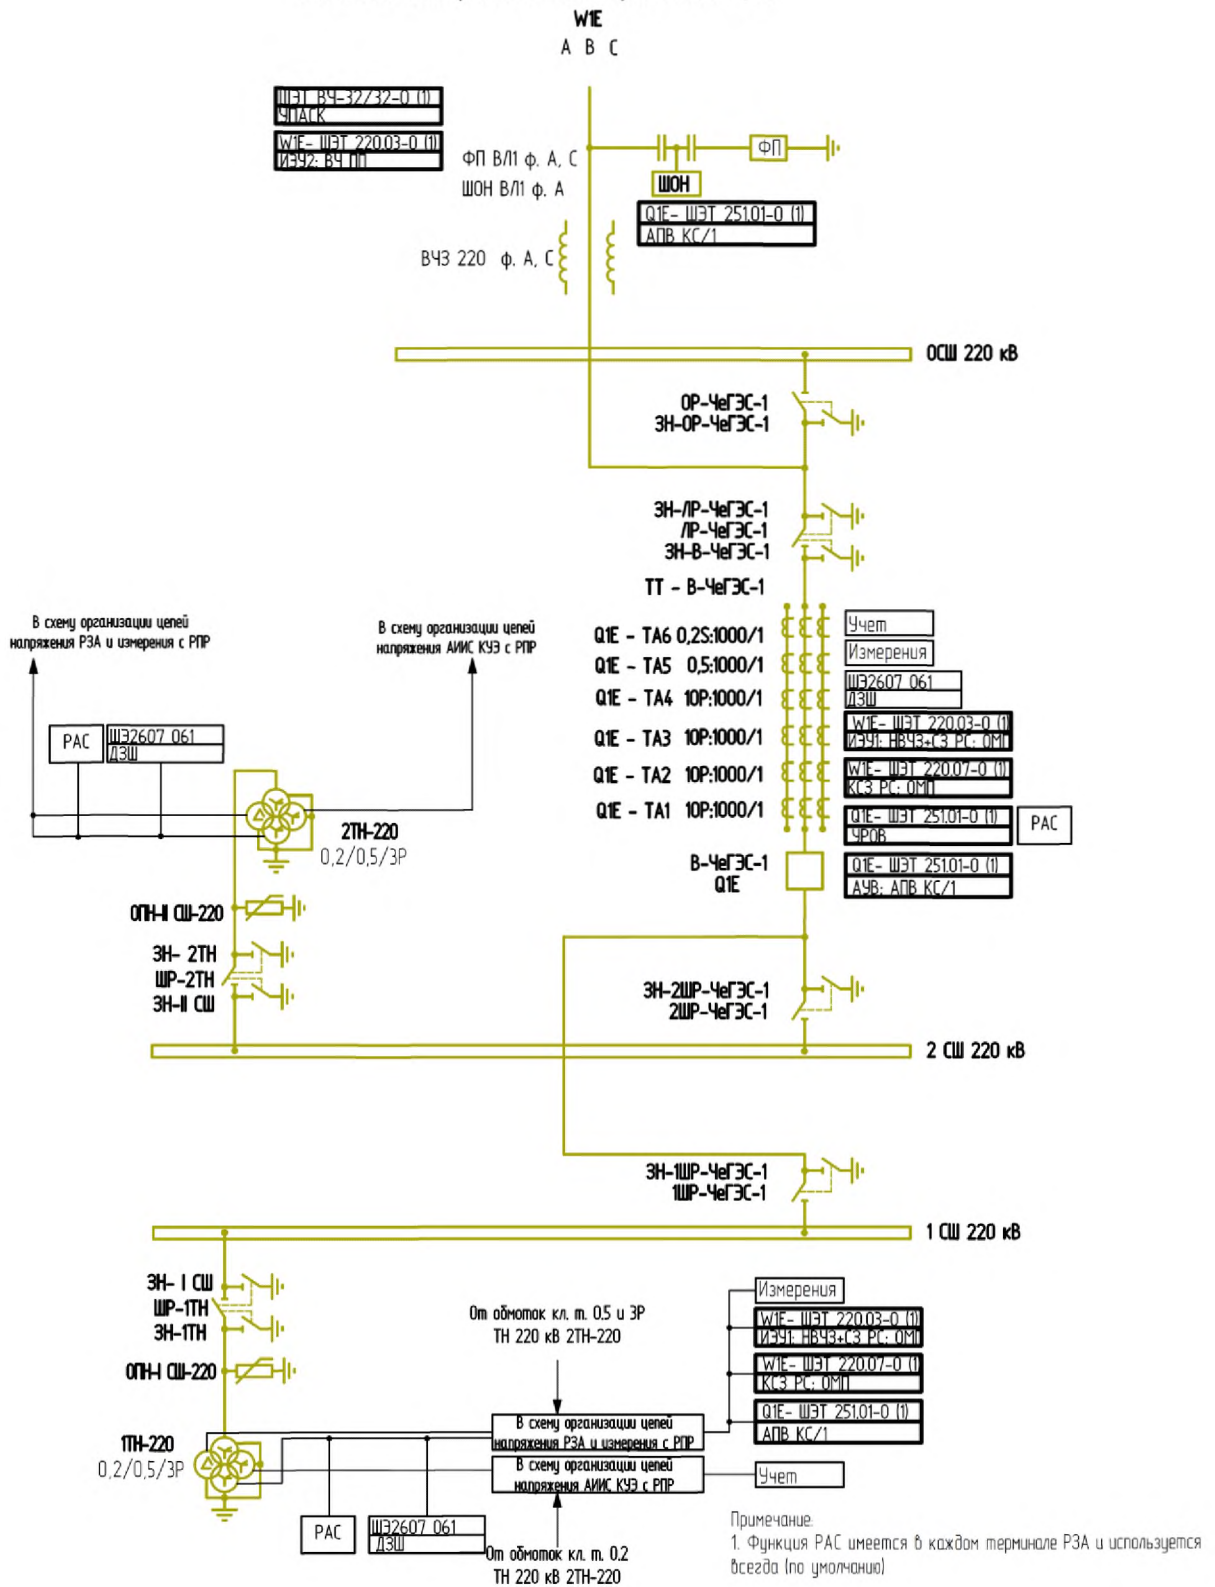 W1E
A B C
ШЭТ ВЧ-32/32-0 (1)
УПАСК
W1E- ШЭТ 220.03-0 (1)
ИЭУ2: ВЧ ПП
ФП ВЛ1 ф. А, С
ШОН ВЛ1 ф. А
ФП
ШОН
Q1E- ШЭТ 251.01-0 (1)
АПВ КС/1
ВЧЗ 220 ф. А, С
ОСШ 220 кВ
ОР-ЧеГЭС-1
ЗН-ОР-ЧеГЭС-1
ЗН-ЛР-ЧеГЭС-1
ЛР-ЧеГЭС-1
ЗН-В-ЧеГЭС-1
ТТ - В-ЧеГЭС-1
Q1E - TA6 0,2S:1000/1
Учет
Q1E - TA5 0,5:1000/1
Измерения
Q1E - TA4 10P:1000/1
ШЭ2607 061
ДЗШ
Q1E - TA3 10P:1000/1
W1E- ШЭТ 220.03-0 (1)
ИЭУ1: НВЧЗ+СЗ РС: ОМП
Q1E - TA2 10P:1000/1
W1E- ШЭТ 220.07-0 (1)
КСЗ РС: ОМП
Q1E - TA1 10P:1000/1
Q1E- ШЭТ 251.01-0 (1)
УРОВ
РАС
В-ЧеГЭС-1
Q1E
Q1E- ШЭТ 251.01-0 (1)
АУВ: АПВ КС/1
В схему организации цепей
напряжения РЗА и измерения с РПР
В схему организации цепей
напряжения АИИС КУЭ с РПР
РАС
ШЭ2607 061
ДЗШ
2ТН-220
0,2/0,5/3Р
ОПН-II СШ-220
ЗН- 2ТН
ШР-2ТН
ЗН-II СШ
ЗН-2ШР-ЧеГЭС-1
2ШР-ЧеГЭС-1
2 СШ 220 кВ
ЗН-1ШР-ЧеГЭС-1
1ШР-ЧеГЭС-1
1 СШ 220 кВ
ЗН- I СШ
ШР-1ТН
ЗН-1ТН
ОПН-I СШ-220
1ТН-220
0,2/0,5/3Р
От обмоток кл. т. 0.5 и 3Р
ТН 220 кВ 2ТН-220
В схему организации цепей
напряжения РЗА и измерения с РПР
В схему организации цепей
напряжения АИИС КУЭ с РПР
Измерения
W1E- ШЭТ 220.03-0 (1)
ИЭУ1: НВЧЗ+СЗ РС: ОМП
W1E- ШЭТ 220.07-0 (1)
КСЗ РС: ОМП
Q1E- ШЭТ 251.01-0 (1)
АПВ КС/1
Учет
РАС
ШЭ2607 061
ДЗШ
От обмоток кл. т. 0.2
ТН 220 кВ 2ТН-220
Примечание:
1. Функция РАС имеется в каждом терминале РЗА и используется
всегда (по умолчанию)